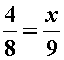 4/8 = x/9